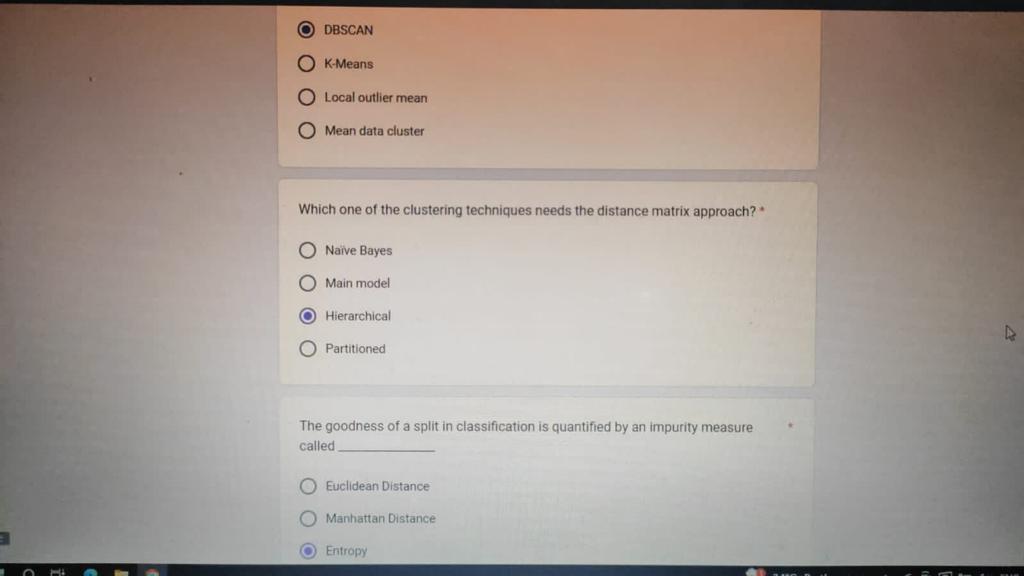 DBSCAN
K-Means
Local outlier mean
Mean data cluster
Which one of the clustering techniques needs the distance matrix approach? *
Naïve Bayes
Main model
Hierarchical
Partitioned
The goodness of a split in classification is quantified by an impurity measure *
called ______________
Euclidean Distance
Manhattan Distance
Entropy